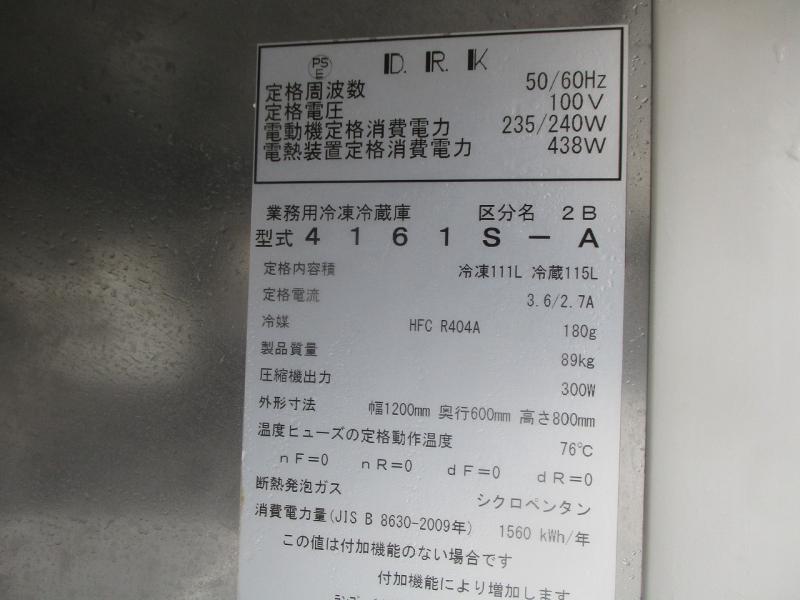 PS E D.R.K
定格周波数 50/60Hz
定格電圧 100V
電動機定格消費電力 235/240W
電熱装置定格消費電力 438W
業務用冷凍冷蔵庫 区分名 2B
型式 4161S-A
定格内容積 冷凍111L 冷蔵115L
定格電流 3.6/2.7A
冷媒 HFC R404A 180g
製品質量 89kg
圧縮機出力 300W
外形寸法 幅1200mm 奥行600mm 高さ800mm
温度ヒューズの定格動作温度 76℃
nF=0 nR=0 dF=0 dR=0
断熱発泡ガス シクロペンタン
消費電力量(JIS B 8630-2009年) 1560 kWh/年
この値は付加機能のない場合です
付加機能により増加します